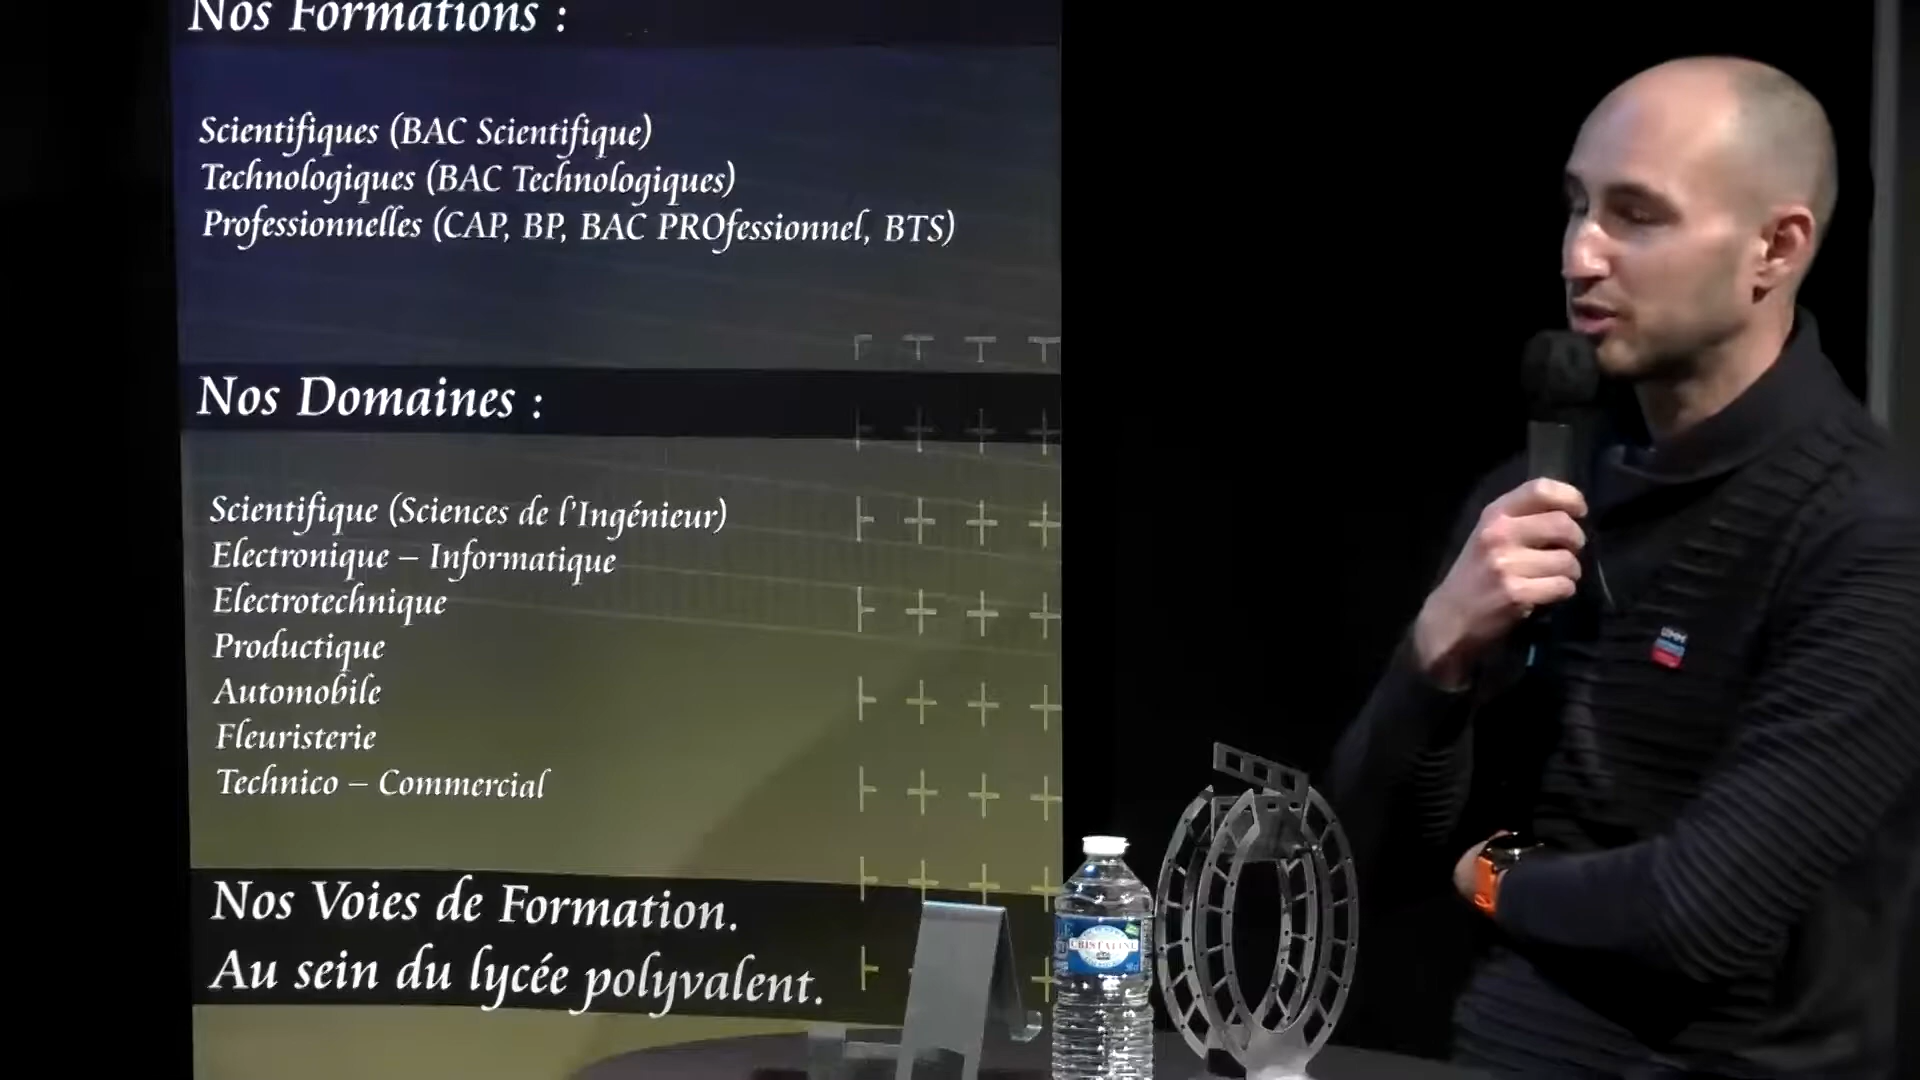 Nos Formations :
Scientifiques (BAC Scientifique)
Technologiques (BAC Technologiques)
Professionnelles (CAP, BP, BAC PROfessionnel, BTS)
Nos Domaines :
Scientifique (Sciences de l'Ingénieur)
Electronique – Informatique
Electrotechnique
Productique
Automobile
Fleuristerie
Technico – Commercial
Nos Voies de Formation.
Au sein du lycée polyvalent.
CRISTALINE